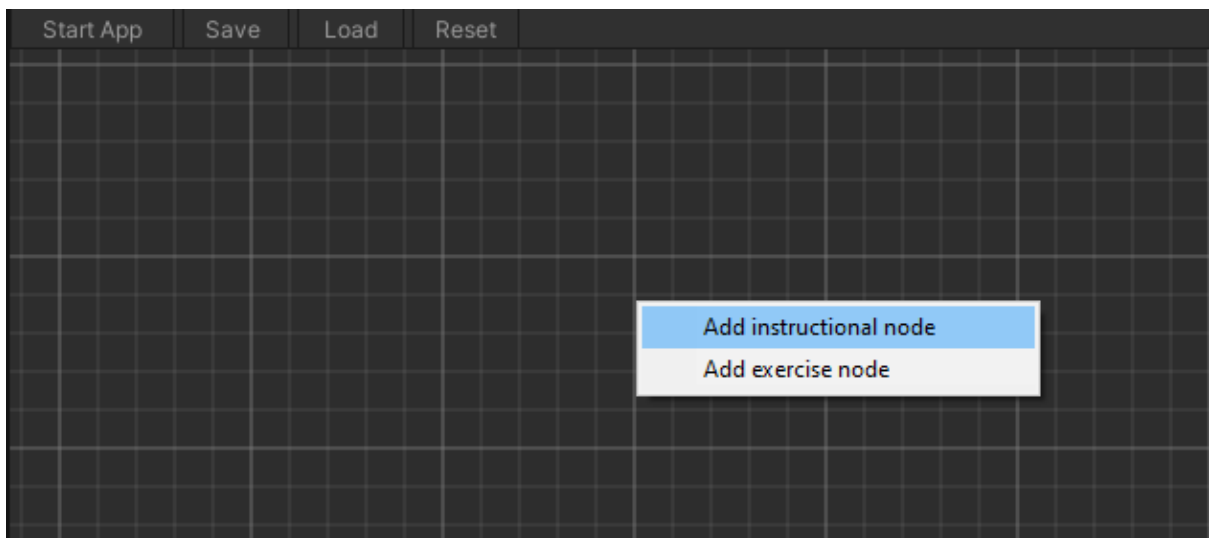 Start App Save Load Reset
Add instructional node
Add exercise node